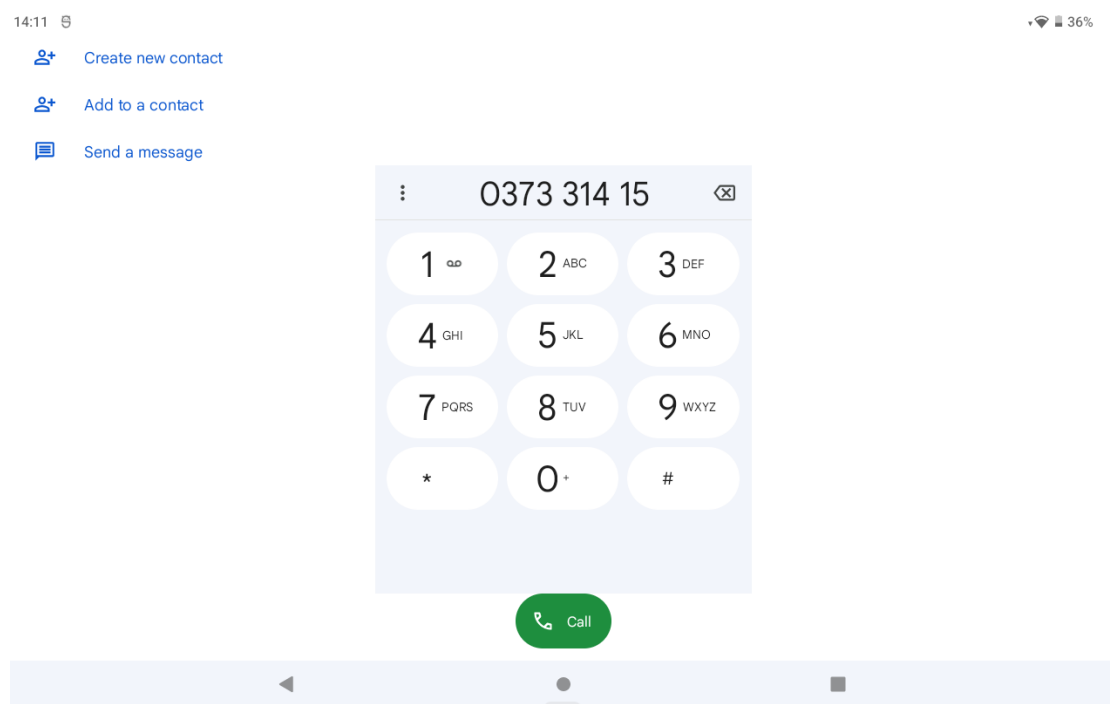 14:11 36%
Create new contact
Add to a contact
Send a message
0373 314 15
1
2 ABC
3 DEF
4 GHI
5 JKL
6 MNO
7 PQRS
8 TUV
9 WXYZ
*
0 +
#
Call